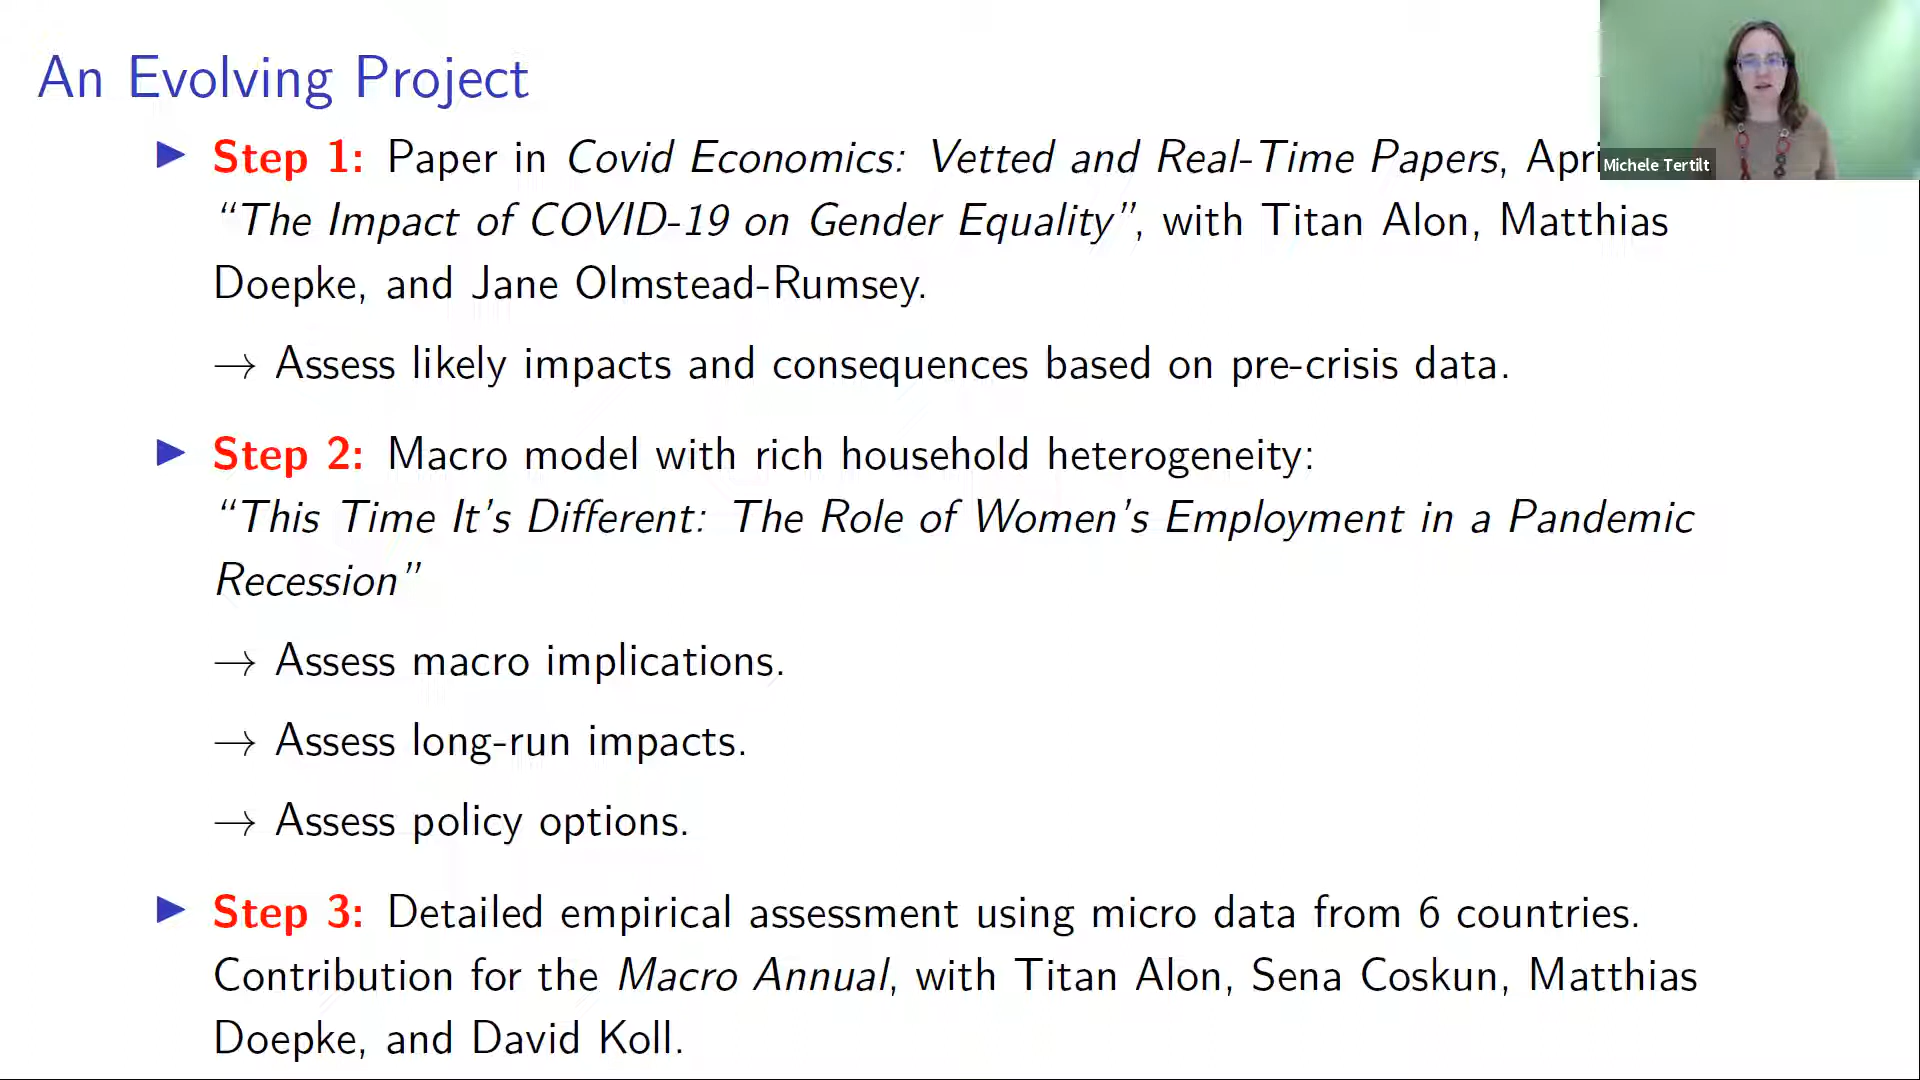 An Evolving Project
▶ Step 1: Paper in Covid Economics: Vetted and Real-Time Papers,
Michele Tertilt
“The Impact of COVID-19 on Gender Equality”, with Titan Alon, Matthias
Doepke, and Jane Olmstead-Rumsey.
→ Assess likely impacts and consequences based on pre-crisis data.
▶ Step 2: Macro model with rich household heterogeneity:
“This Time It’s Different: The Role of Women’s Employment in a Pandemic
Recession”
→ Assess macro implications.
→ Assess long-run impacts.
→ Assess policy options.
▶ Step 3: Detailed empirical assessment using micro data from 6 countries.
Contribution for the Macro Annual, with Titan Alon, Sena Coskun, Matthias
Doepke, and David Koll.